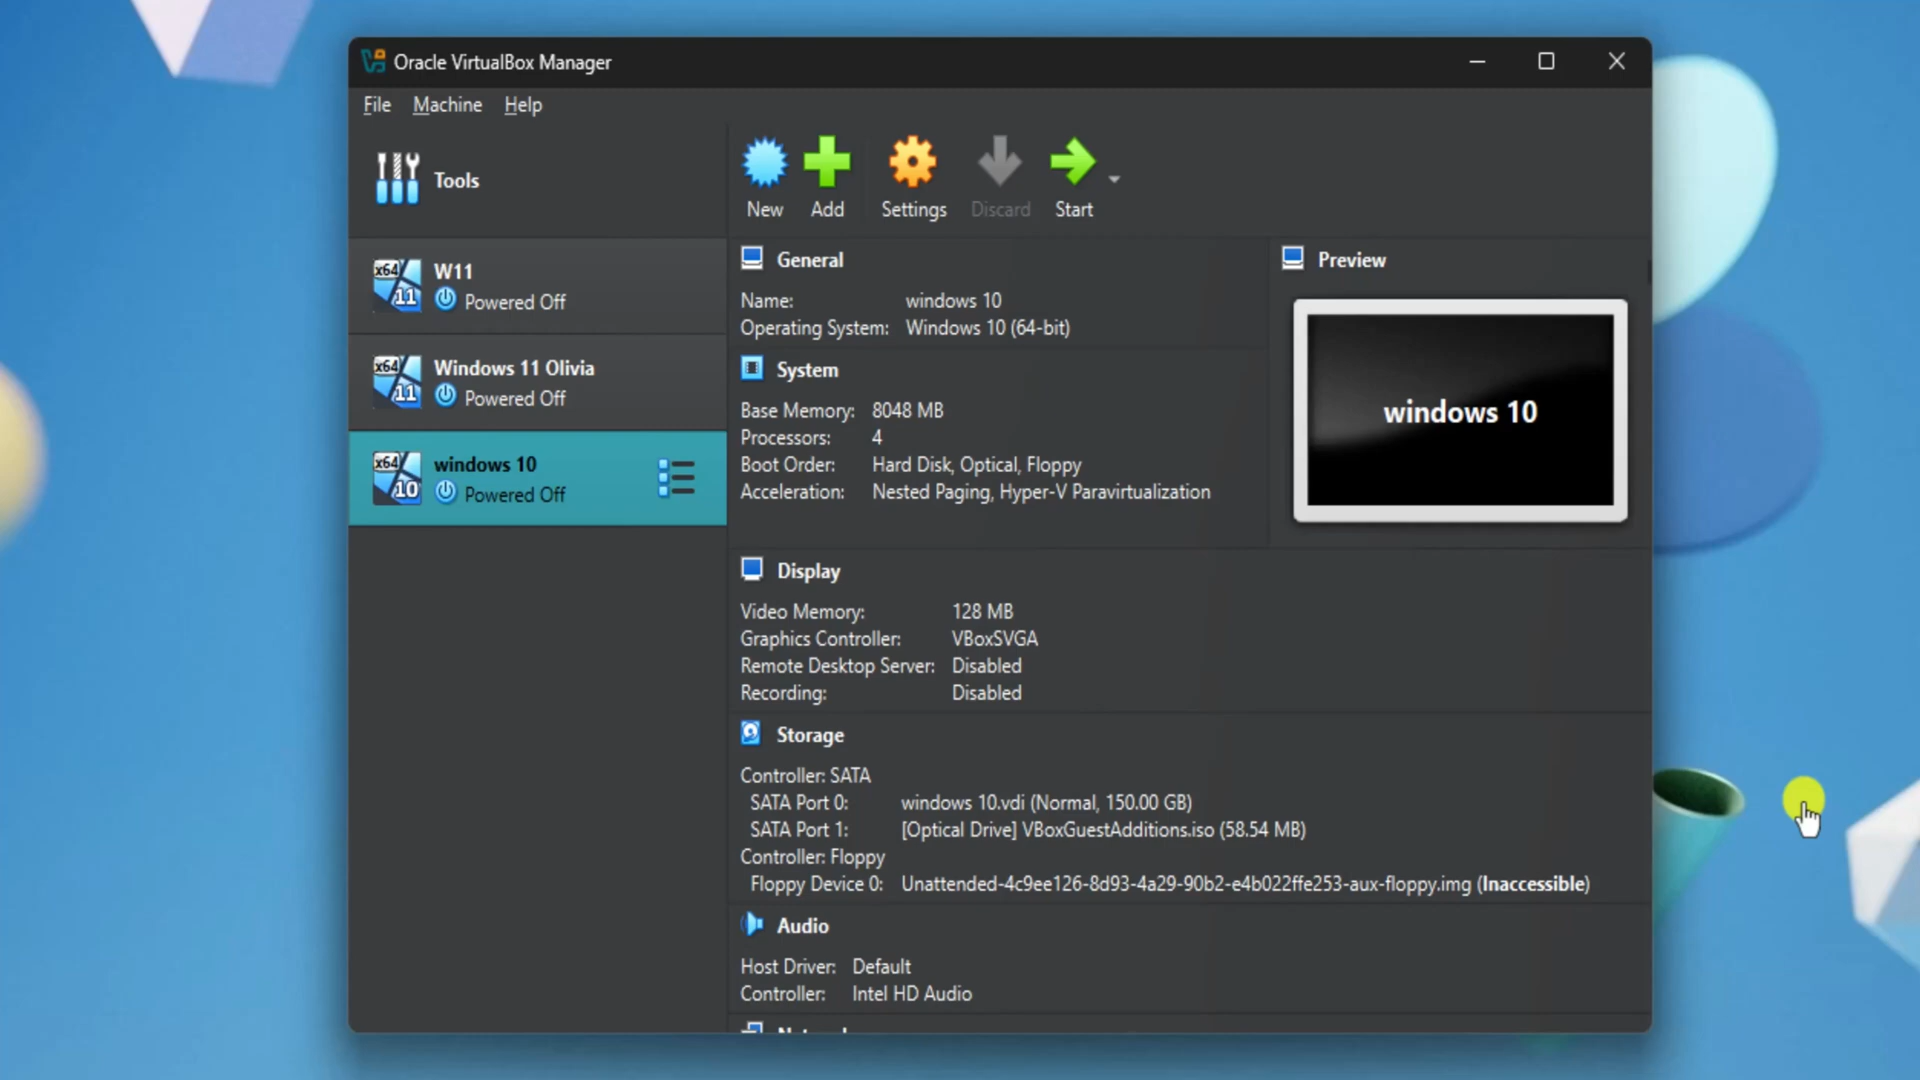 Oracle VirtualBox Manager
File Machine Help
Tools
New Add Settings Discard Start
x64 11 W11
Powered Off
x64 11 Windows 11 Olivia
Powered Off
x64 10 windows 10
Powered Off
General
Name: windows 10
Operating System: Windows 10 (64-bit)
System
Base Memory: 8048 MB
Processors: 4
Boot Order: Hard Disk, Optical, Floppy
Acceleration: Nested Paging, Hyper-V Paravirtualization
Preview
windows 10
Display
Video Memory: 128 MB
Graphics Controller: VBoxSVGA
Remote Desktop Server: Disabled
Recording: Disabled
Storage
Controller: SATA
SATA Port 0: windows 10.vdi (Normal, 150.00 GB)
SATA Port 1: [Optical Drive] VBoxGuestAdditions.iso (58.54 MB)
Controller: Floppy
Floppy Device 0: Unattended-4c9ee126-8d93-4a29-90b2-e4b022ffe253-aux-floppy.img (Inaccessible)
Audio
Host Driver: Default
Controller: Intel HD Audio